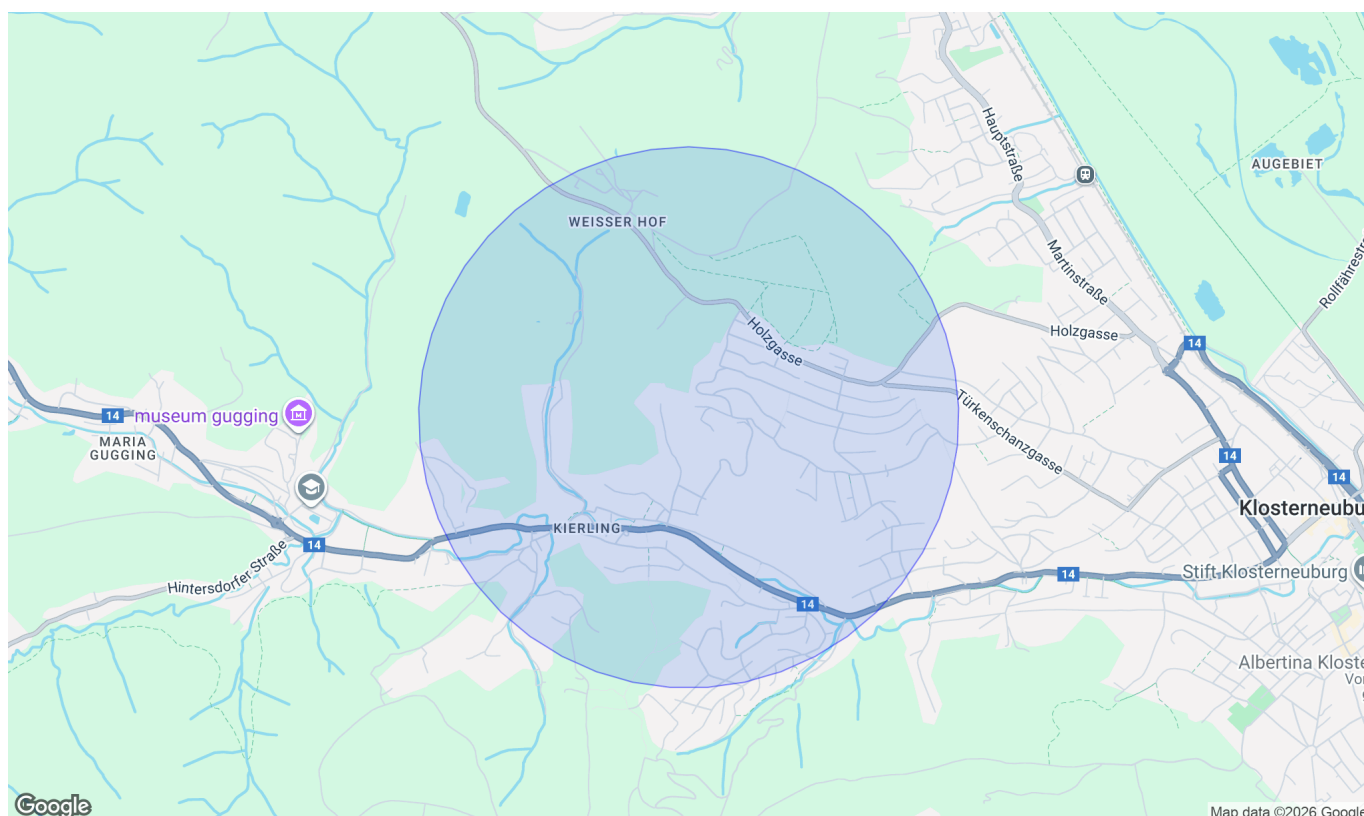 Hauptstraße
AUGEBIET
WEISSER HOF
Rollfährestr
Martinstraße
Holzgasse
Holzgasse
14
14
museum gugging
MARIA
GUGGING
Türkenschanzgasse
14
14
Klosterneubu
KIERLING
14
Hintersdorfer Straße
14
Stift Klosterneuburg
14
Albertina Kloste
Vor
Google
Map data ©2026 Google